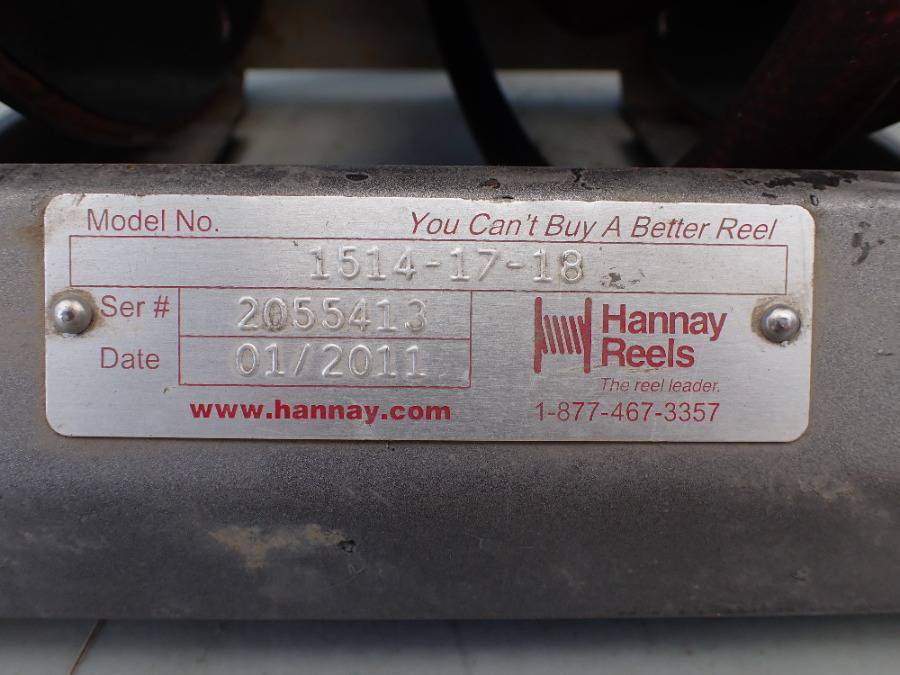 Model No. You Can't Buy A Better Reel
1514-17-18
Ser # 2055413
Date 01/2011
Hannay
Reels
The reel leader.
www.hannay.com 1-877-467-3357